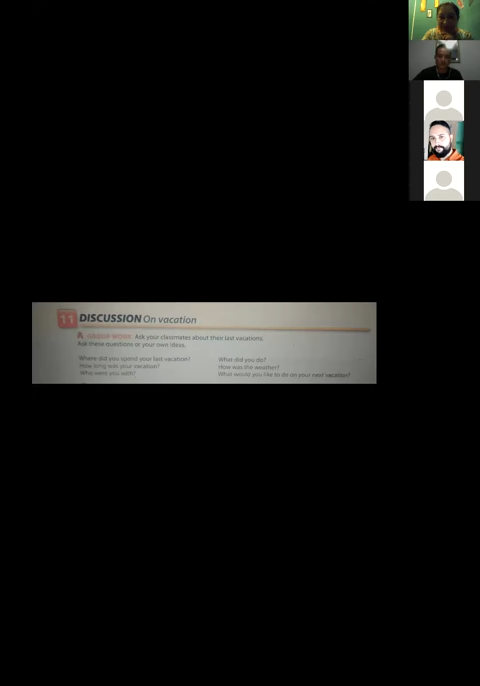 11 DISCUSSION On vacation
A GROUP WORK Ask your classmates about their last vacations.
Ask these questions or your own ideas.
Where did you spend your last vacation?
How long was your vacation?
Who were you with?
What did you do?
How was the weather?
What would you like to do on your next vacation?